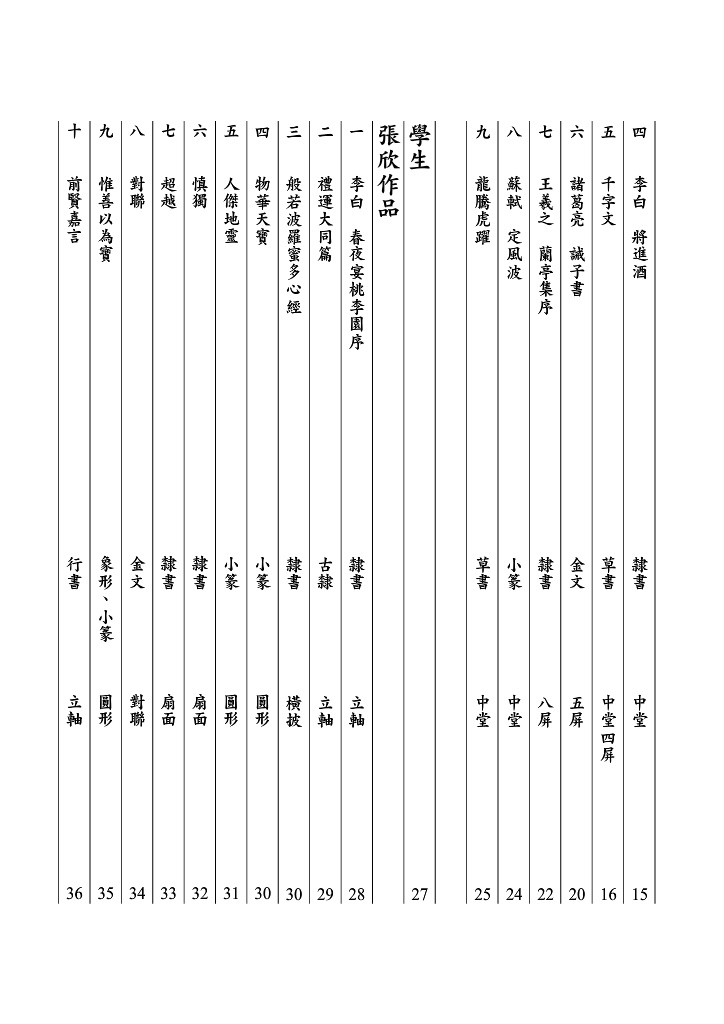 四 李白 將進酒 隸書 中堂 15
五 千字文 草書 中堂四屏 16
六 諸葛亮 誡子書 金文 五屏 20
七 王羲之 蘭亭集序 隸書 八屏 22
八 蘇軾 定風波 小篆 中堂 24
九 龍騰虎躍 草書 中堂 25
學生 27
張欣作品
一 李白 春夜宴桃李園序 隸書 立軸 28
二 禮運大同篇 古隸 立軸 29
三 般若波羅蜜多心經 隸書 橫披 30
四 物華天寶 小篆 圓形 30
五 人傑地靈 小篆 圓形 31
六 慎獨 隸書 扇面 32
七 超越 隸書 扇面 33
八 對聯 金文 對聯 34
九 惟善以為寶 象形、小篆 圓形 35
十 前賢嘉言 行書 立軸 36